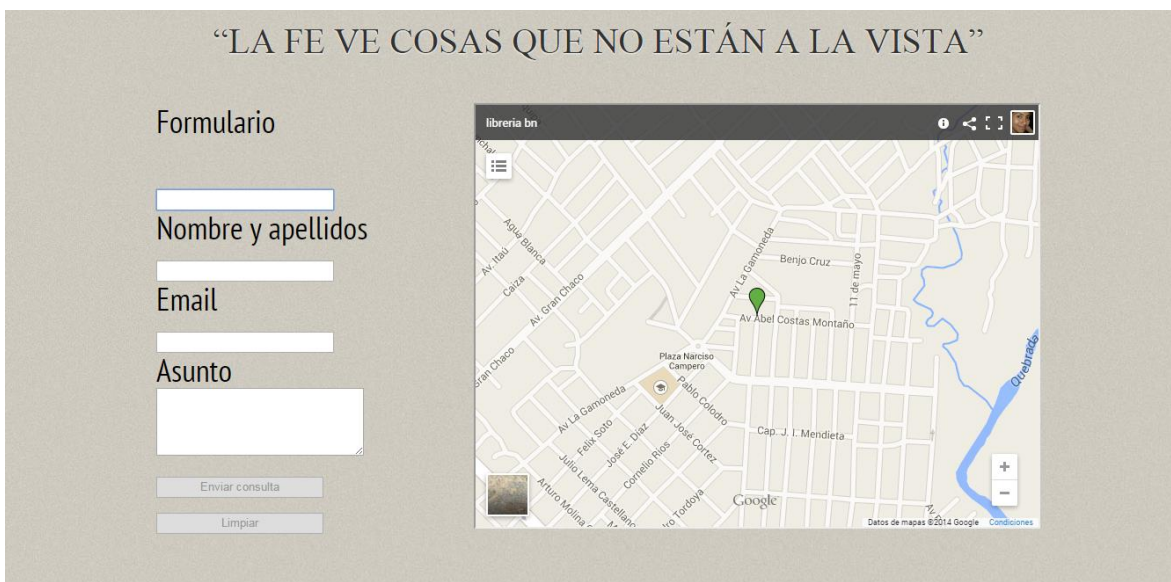 “LA FE VE COSAS QUE NO ESTÁN A LA VISTA”
Formulario
Nombre y apellidos
Email
Asunto
Enviar consulta
Limpiar
libreria bn
Agua Blanca
Av. Itaú
Caiza
Av. Gran Chaco
Av La Gamoneda
Benjo Cruz
11 de mayo
Av Abel Costas Montaño
Plaza Narciso
Campero
Gran Chaco
Pablo Colodro
Av La Gamoneda
Felix Soto
José E. Diaz
Juan José Cortez
Cornelio Rios
Julio Lema Castellano
Arturo Molina
Tordoya
Cap. J. I. Mendieta
Quebrada
Google
Datos de mapas ©2014 Google Condiciones